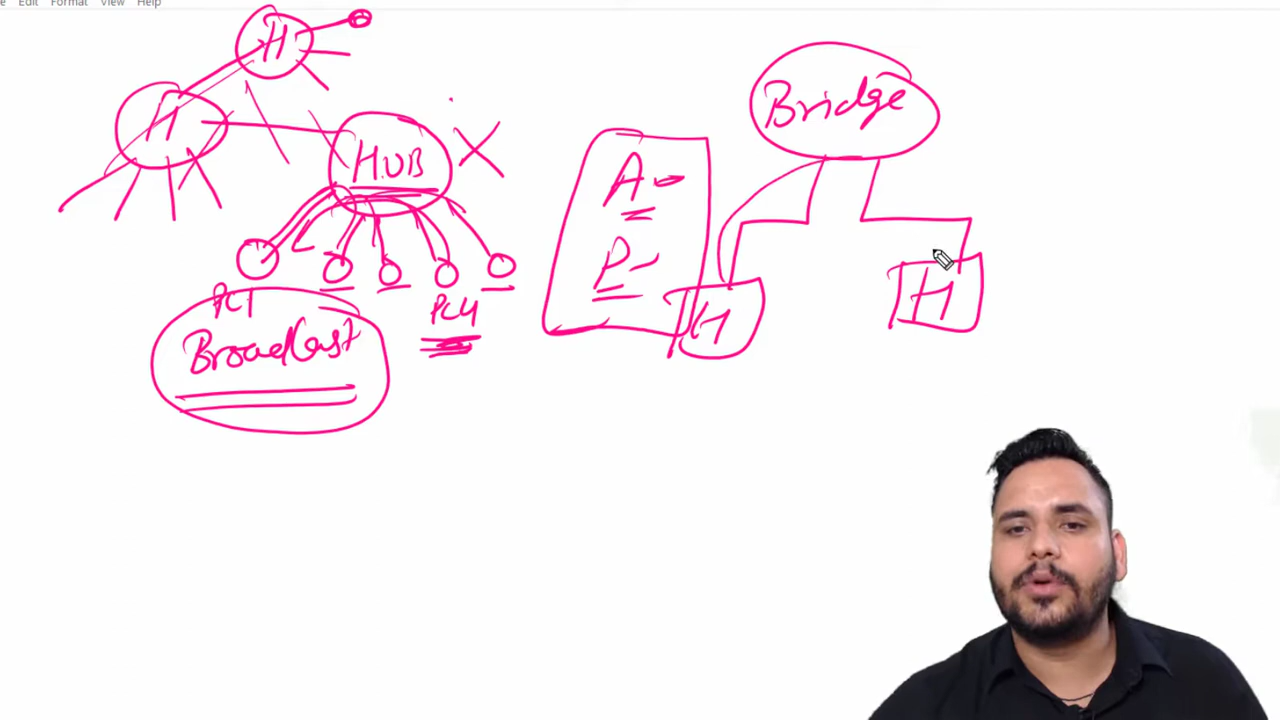 Edit Format View Help
H
H
HUB
PC1
PC4
Broadcast
A
P
Bridge
H
H